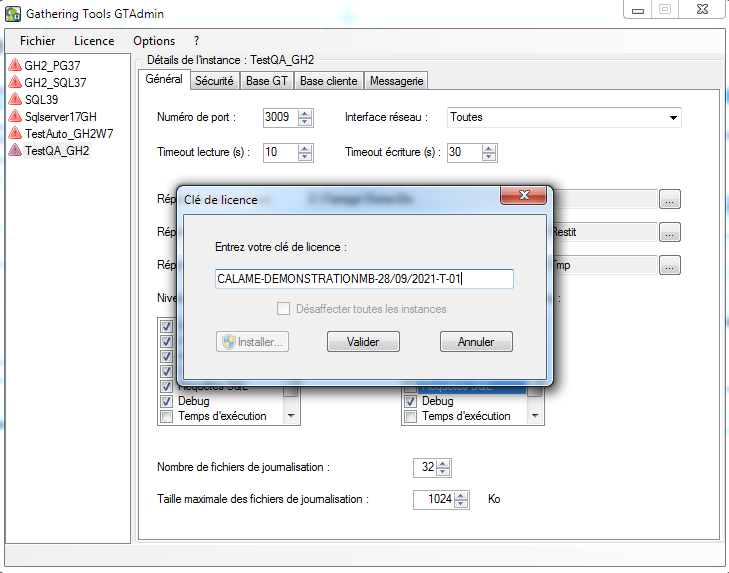 Gathering Tools GTAdmin
Fichier Licence Options ?
GH2_PG37
GH2_SQL37
SQL39
Sqlserver17GH
TestAuto_GH2W7
TestQA_GH2
Détails de l'instance : TestQA_GH2
Général Sécurité Base GT Base cliente Messagerie
Numéro de port : 3009 Interface réseau : Toutes
Timeout lecture (s) : 10 Timeout écriture (s) : 30
Clé de licence
Entrez votre clé de licence :
CALAME-DEMONSTRATIONMB-28/09/2021-T-01
Désaffecter toutes les instances
Installer... Valider Annuler
Rép
...
Rép Restit ...
Rép Tmp ...
Nive :
Requêtes SQL Requêtes SQL
Debug Debug
Temps d'exécution Temps d'exécution
Nombre de fichiers de journalisation : 32
Taille maximale des fichiers de journalisation : 1024 Ko